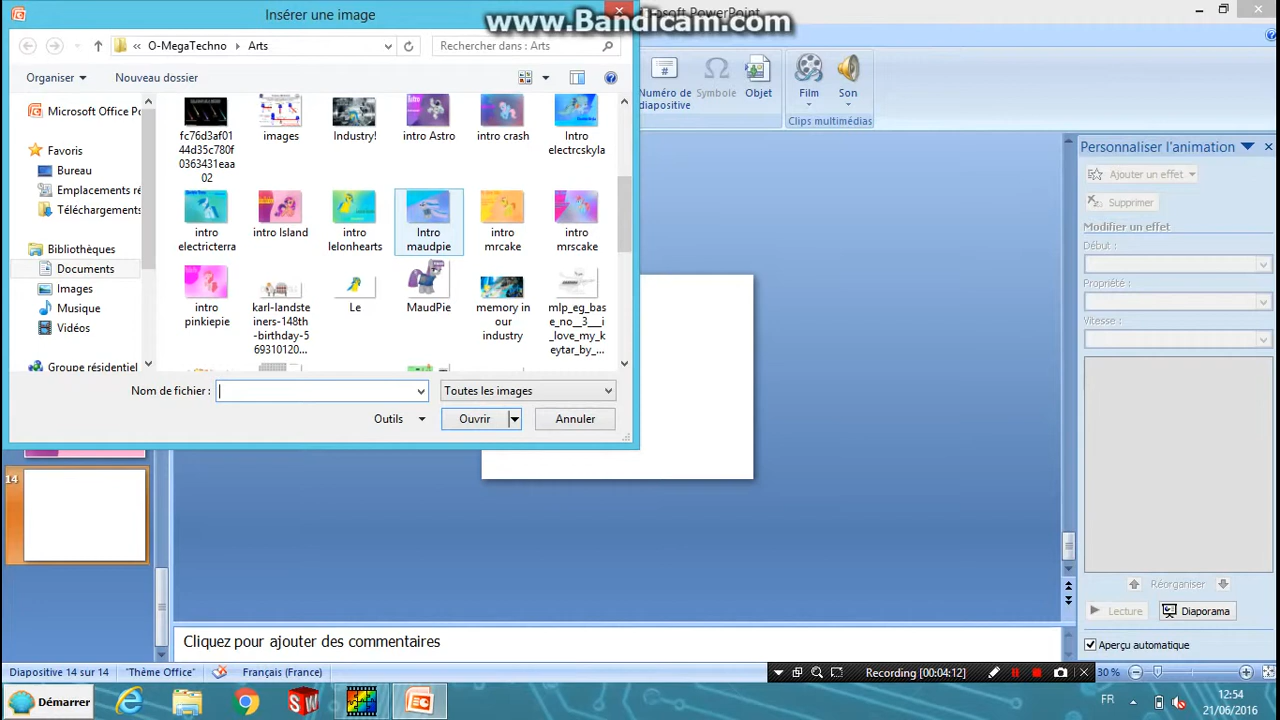 Insérer une image
www.Bandicam.com
« O-MegaTechno Arts
Rechercher dans : Arts
Organiser
Nouveau dossier
Microsoft Office Po
Favoris
Bureau
Emplacements ré
Téléchargements
Bibliothèques
Documents
Images
Musique
Vidéos
Groupe résidentiel
fc76d3af01
44d35c780f
0363431eaa
02
images
Industry!
intro Astro
intro crash
Intro
electrcskyla
intro
electricterra
intro Island
intro
lelonhearts
Intro
maudpie
intro
mrcake
intro
mrscake
intro
pinkiepie
karl-landste
iners-148th
-birthday-5
69310120...
Le
MaudPie
memory in
our
industry
mlp_eg_bas
e_no__3___i
_love_my_k
eytar_by_...
Nom de fichier :
Toutes les images
Outils
Ouvrir
Annuler
Numéro de
diapositive
Symbole
Objet
Film
Son
Clips multimédias
Personnaliser l'animation
Ajouter un effet
Supprimer
Modifier un effet
Début :
Propriété :
Vitesse :
Réorganiser
Lecture
Diaporama
Aperçu automatique
14
Cliquez pour ajouter des commentaires
Diapositive 14 sur 14
"Thème Office"
Français (France)
Recording [00:04:12]
30 %
Démarrer
FR
12:54
21/06/2016